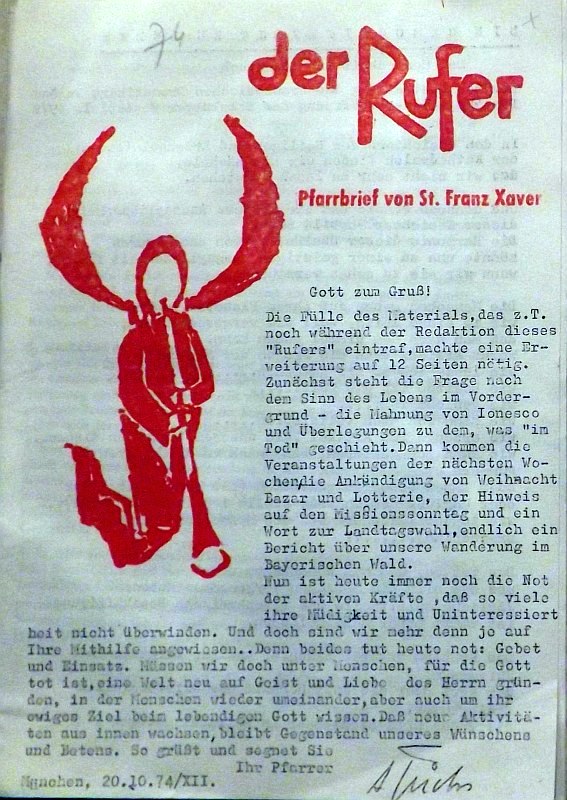 74
der Rufer
Pfarrbrief von St. Franz Xaver
Gott zum Gruß!
Die Fülle des Materials,das z.T.
noch während der Redaktion dieses
"Rufers" eintraf,machte eine Er-
weiterung auf 12 Seiten nötig.
Zunächst steht die Frage nach
dem Sinn des Lebens im Vorder-
grund - die Mahnung von Ionesco
und Überlegungen zu dem, was "im
Tod" geschieht.Dann kommen die
Veranstaltungen der nächsten Wo-
chen,die Ankündigung von Weihnacht
Bazar und Lotterie, der Hinweis
auf den Missionssonntag und ein
Wort zur Landtagswahl,endlich ein
Bericht über unsere Wanderung im
Bayerischen Wald.
Nun ist heute immer noch die Not
der aktiven Kräfte ,daß so viele
ihre Müdigkeit und Uninteressiert
heit nicht überwinden. Und doch sind wir mehr denn je auf
Ihre Mithilfe angewiesen..Denn beides tut heute not: Gebet
und Einsatz. Müssen wir doch unter Menschen, für die Gott
tot ist,eine Welt neu auf Geist und Liebe des Herrn grün-
den, in der Menschen wieder umeinander,aber auch um ihr
ewiges Ziel beim lebendigen Gott wissen.Daß neue Aktivitä-
ten aus innen wachsen,bleibt Gegenstand unseres Wünschens
und Betens. So grüßt und segnet Sie
Ihr Pfarrer
München, 20.10.74/XII.